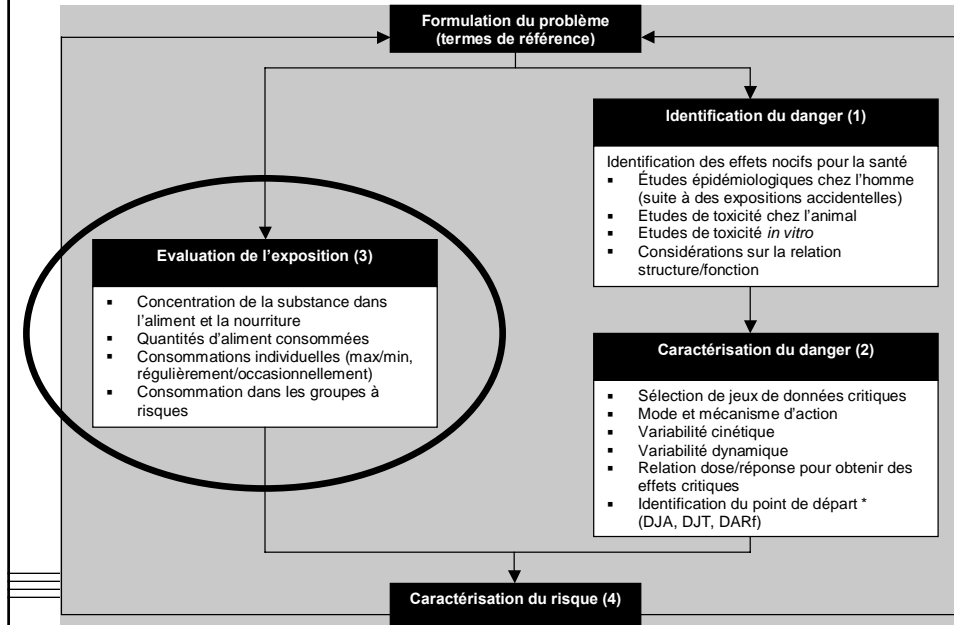 Formulation du problème
(termes de référence)
Identification du danger (1)
Identification des effets nocifs pour la santé
▪ Études épidémiologiques chez l'homme
(suite à des expositions accidentelles)
▪ Etudes de toxicité chez l'animal
▪ Etudes de toxicité in vitro
▪ Considérations sur la relation
structure/fonction
Evaluation de l'exposition (3)
▪ Concentration de la substance dans
l'aliment et la nourriture
▪ Quantités d'aliment consommées
▪ Consommations individuelles (max/min,
régulièrement/occasionnellement)
▪ Consommation dans les groupes à
risques
Caractérisation du danger (2)
▪ Sélection de jeux de données critiques
▪ Mode et mécanisme d'action
▪ Variabilité cinétique
▪ Variabilité dynamique
▪ Relation dose/réponse pour obtenir des
effets critiques
▪ Identification du point de départ *
(DJA, DJT, DARf)
Caractérisation du risque (4)